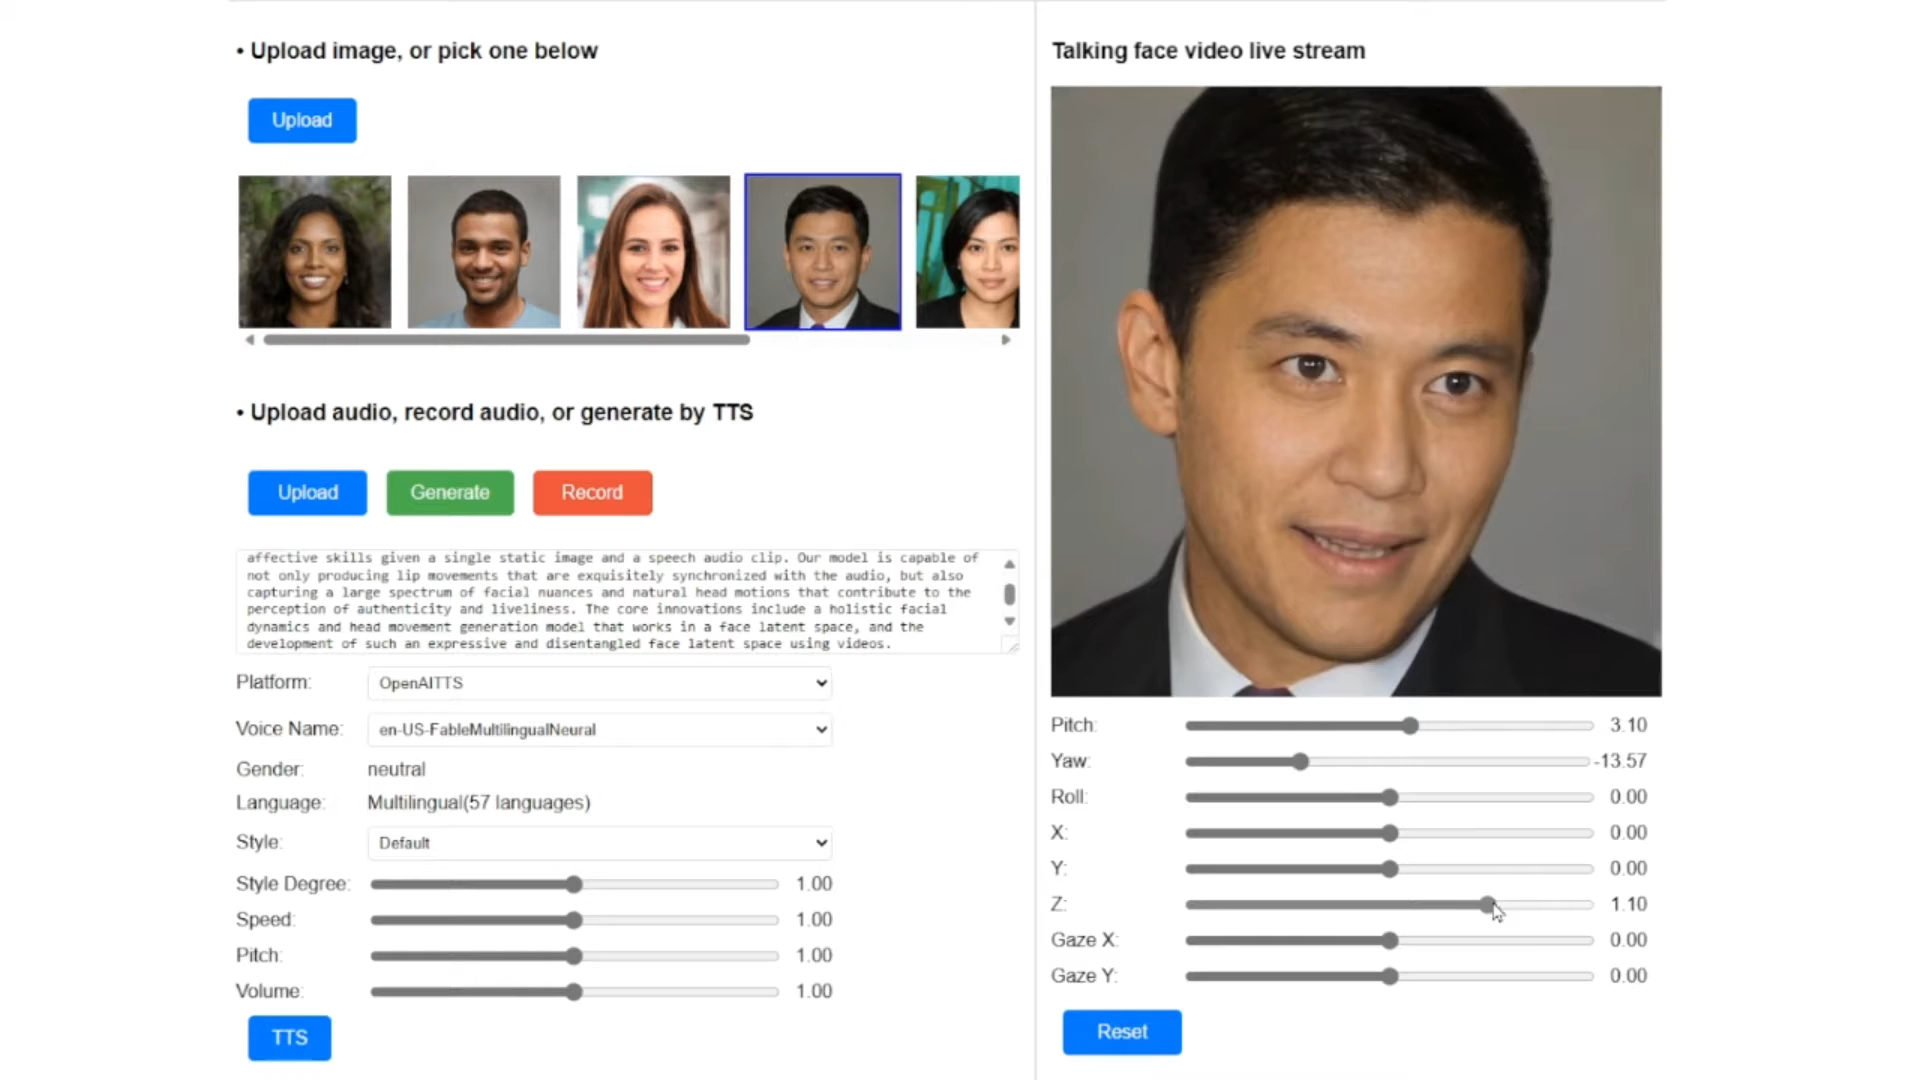 • Upload image, or pick one below
Upload
• Upload audio, record audio, or generate by TTS
Upload
Generate
Record
affective skills given a single static image and a speech audio clip. Our model is capable of
not only producing lip movements that are exquisitely synchronized with the audio, but also
capturing a large spectrum of facial nuances and natural head motions that contribute to the
perception of authenticity and liveliness. The core innovations include a holistic facial
dynamics and head movement generation model that works in a face latent space, and the
development of such an expressive and disentangled face latent space using videos.
Platform: OpenAITTS
Voice Name: en-US-FableMultilingualNeural
Gender: neutral
Language: Multilingual(57 languages)
Style: Default
Style Degree: 1.00
Speed: 1.00
Pitch: 1.00
Volume: 1.00
TTS
Talking face video live stream
Pitch: 3.10
Yaw: -13.57
Roll: 0.00
X: 0.00
Y: 0.00
Z: 1.10
Gaze X: 0.00
Gaze Y: 0.00
Reset